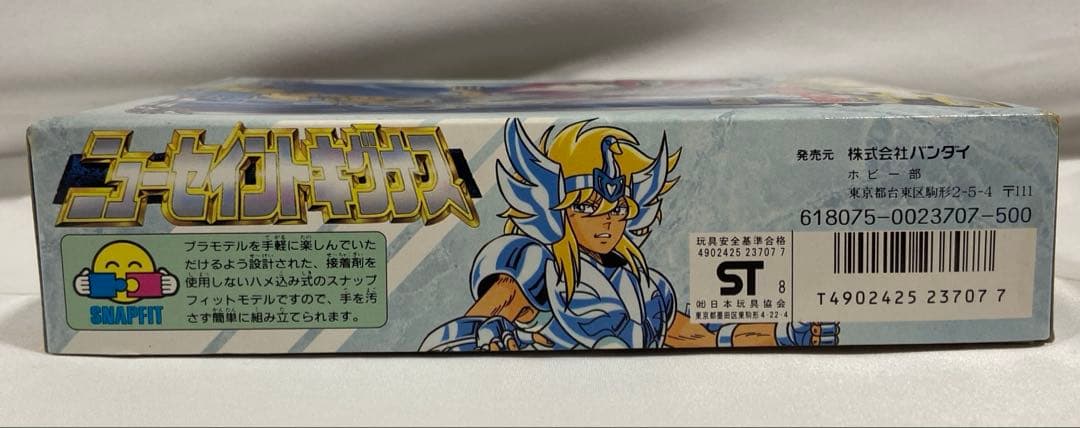 ニューセイントキグナス
プラモデルを手軽に楽しんでいた
だけるよう設計された、接着剤を
使用しないハメ込み式のスナップ
フィットモデルですので、手を汚
さず簡単に組み立てられます。
SNAPFIT
発売元 株式会社バンダイ
ホビー部
東京都台東区駒形2-5-4 〒111
618075-0023707-500
玩具安全基準合格
4902425 23707 7
ST 8
㈳日本玩具協会
東京都墨田区東駒形4-22-4
T4902425 23707 7